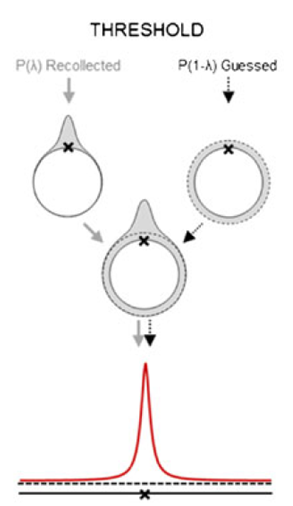 THRESHOLD
P(λ) Recollected P(1-λ) Guessed